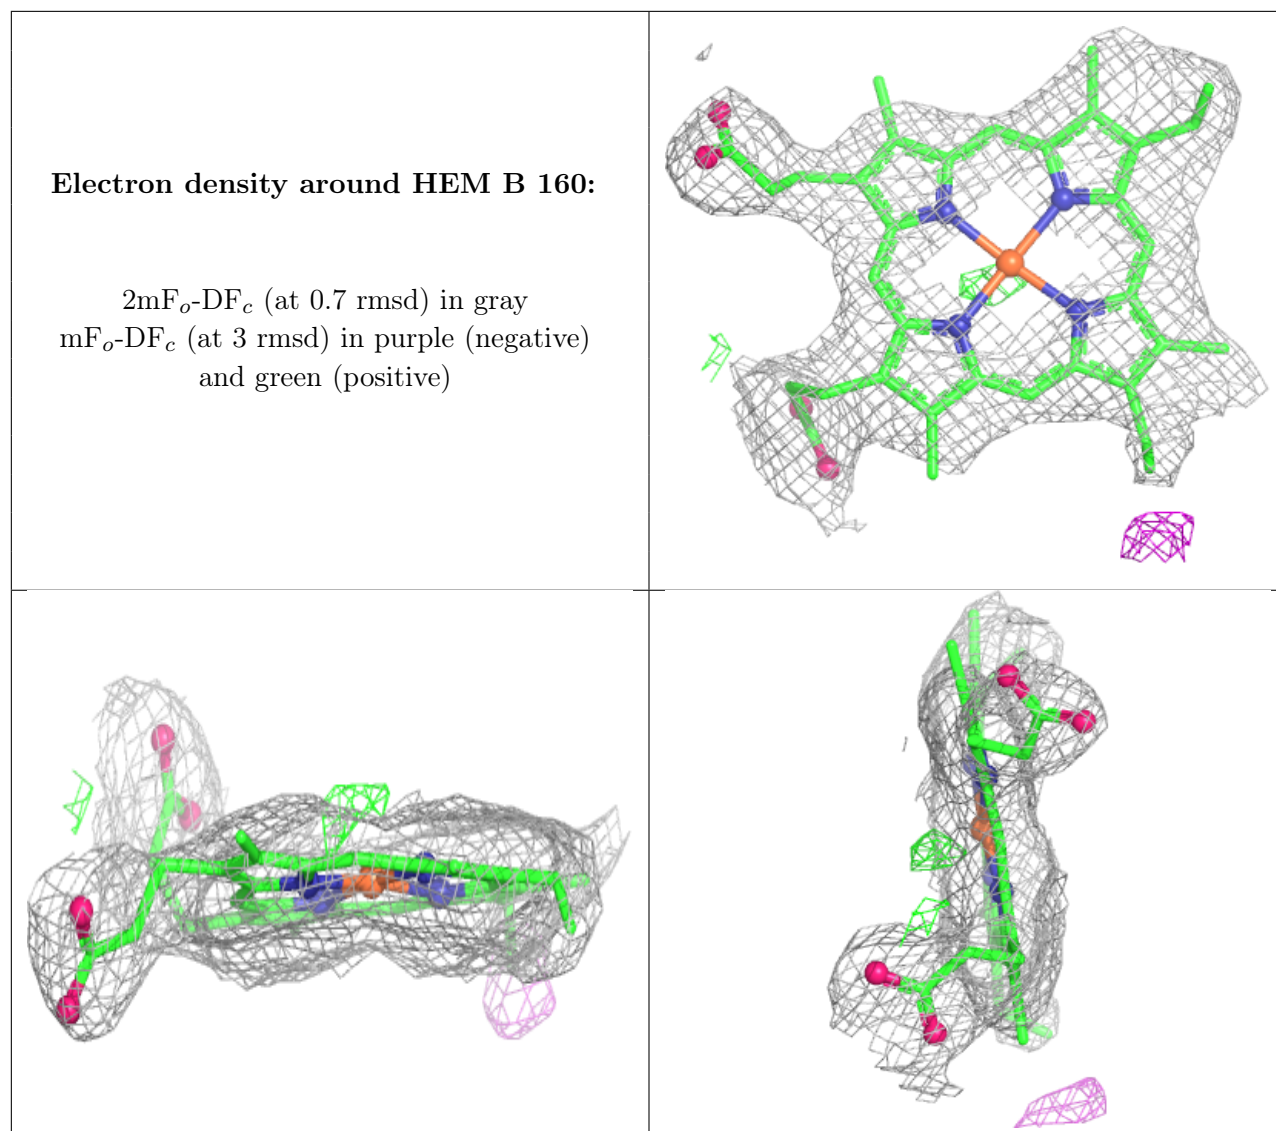 Electron density around HEM B 160:
2mFₒ-DF𝒸 (at 0.7 rmsd) in gray
mFₒ-DF𝒸 (at 3 rmsd) in purple (negative)
and green (positive)